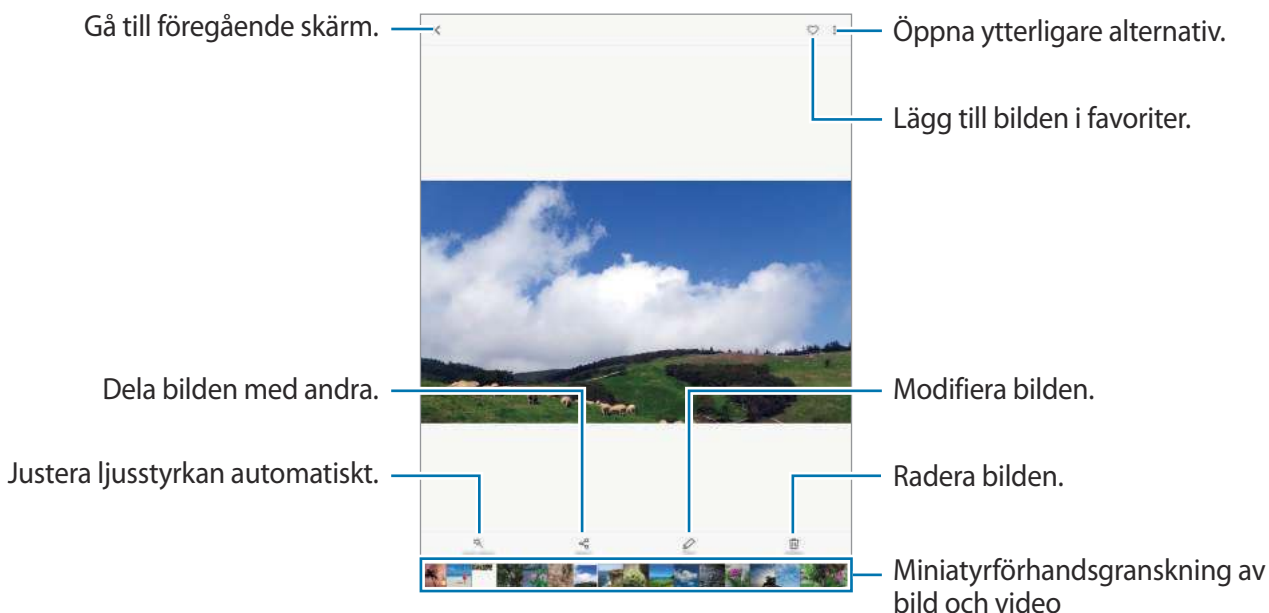 Gå till föregående skärm.
Öppna ytterligare alternativ.
Lägg till bilden i favoriter.
Dela bilden med andra.
Modifiera bilden.
Justera ljusstyrkan automatiskt.
Radera bilden.
Miniatyrförhandsgranskning av
bild och video